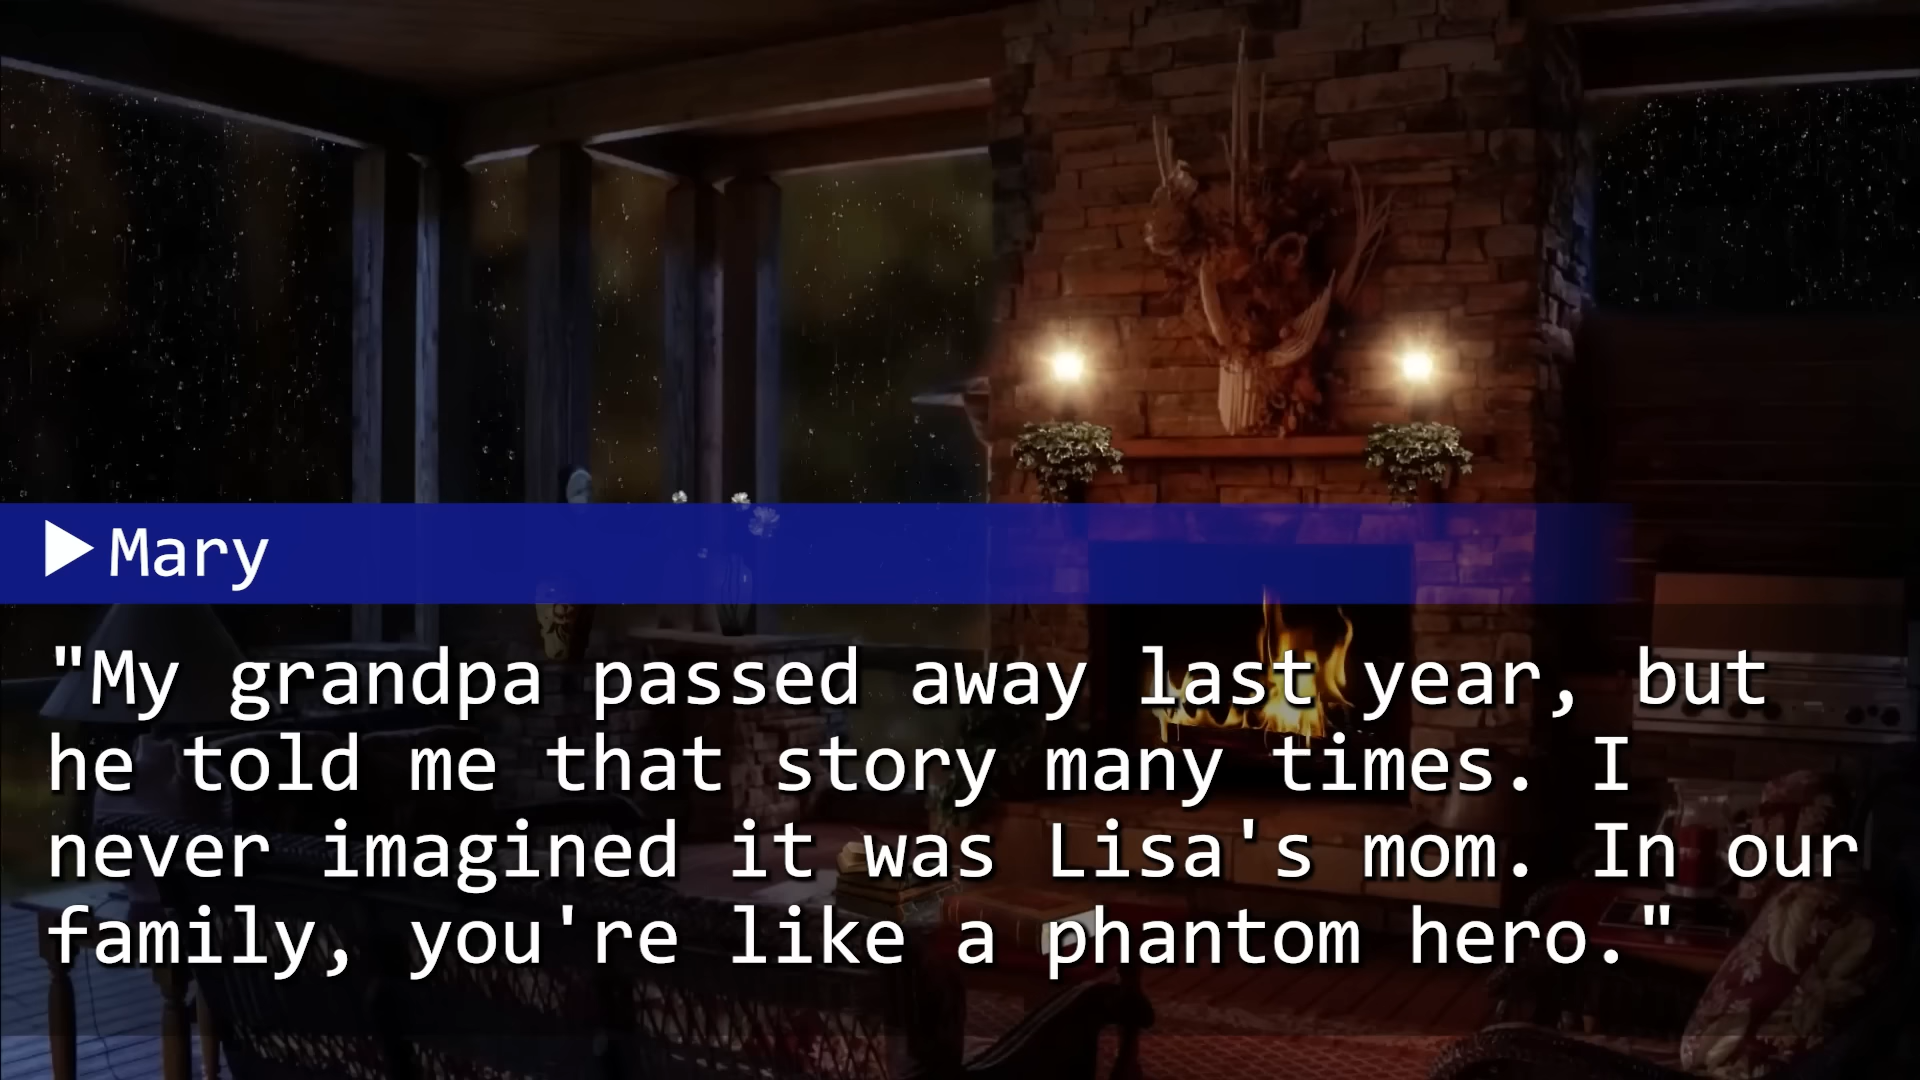 Mary
"My grandpa passed away last year, but
he told me that story many times. I
never imagined it was Lisa's mom. In our
family, you're like a phantom hero."